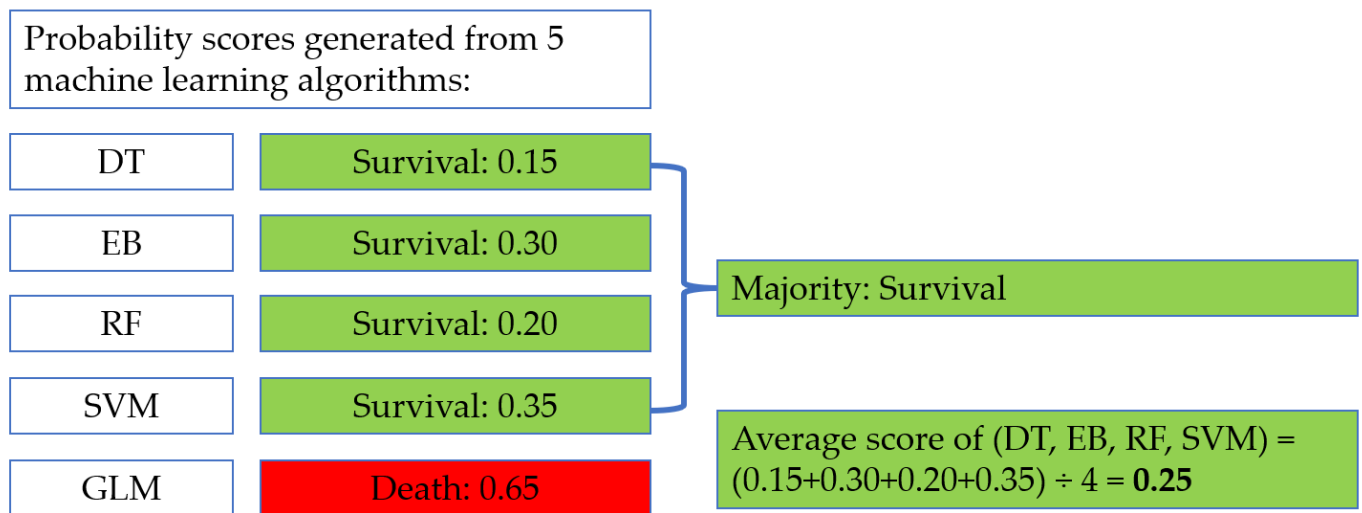 Probability scores generated from 5
machine learning algorithms:
DT
Survival: 0.15
EB
Survival: 0.30
RF
Survival: 0.20
SVM
Survival: 0.35
GLM
Death: 0.65
Majority: Survival
Average score of (DT, EB, RF, SVM) =
(0.15+0.30+0.20+0.35) ÷ 4 = 0.25